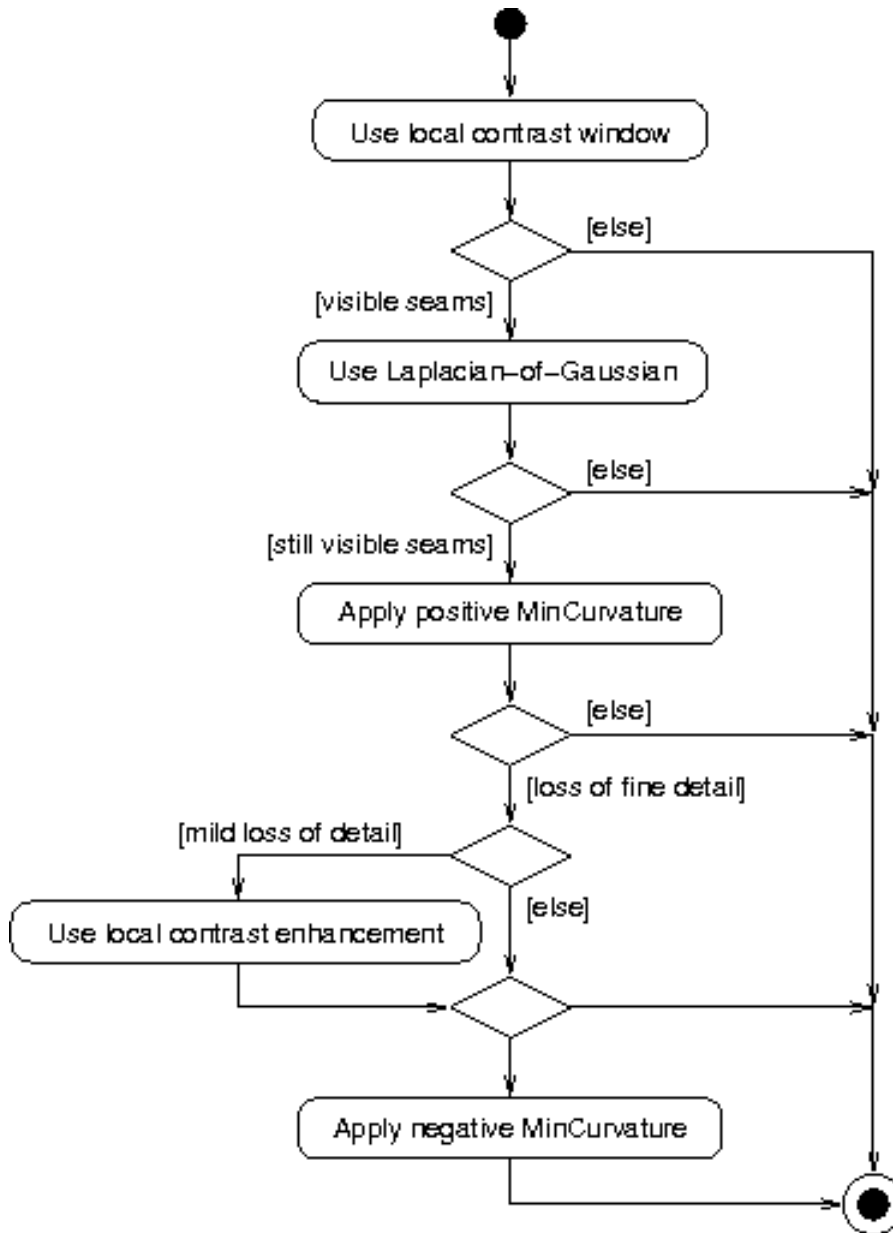 Use local contrast window
[else]
[visible seams]
Use Laplacian-of-Gaussian
[else]
[still visible seams]
Apply positive MinCurvature
[else]
[loss of fine detail]
[mild loss of detail]
[else]
Use local contrast enhancement
Apply negative MinCurvature